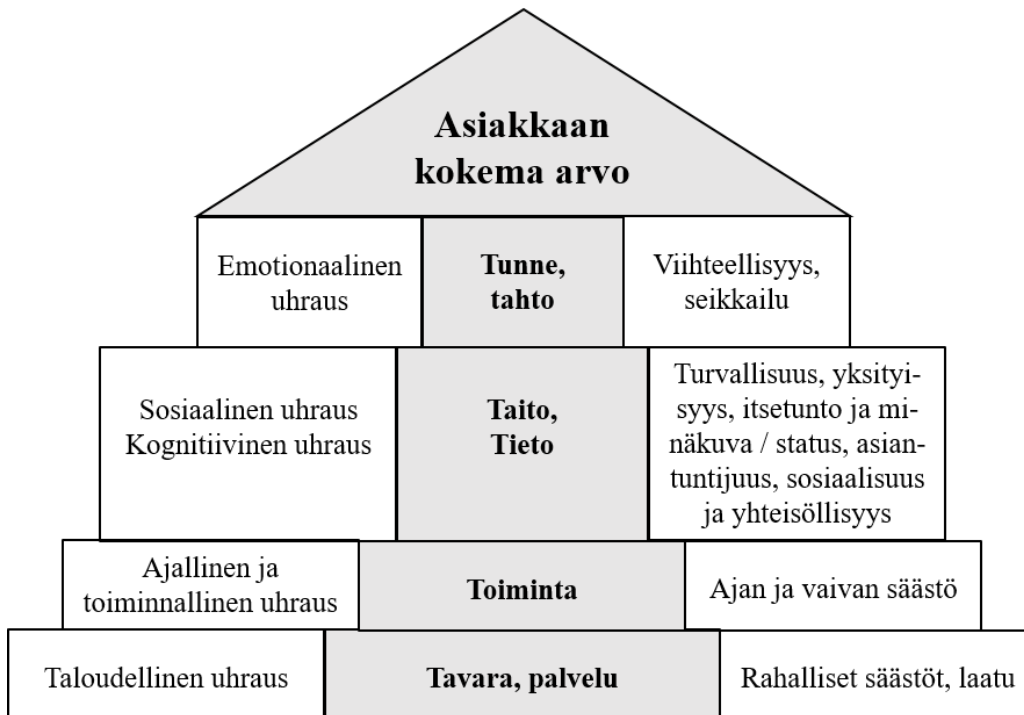 Asiakkaan
kokema arvo
Emotionaalinen
uhraus
Tunne,
tahto
Viihteellisyys,
seikkailu
Sosiaalinen uhraus
Kognitiivinen uhraus
Taito,
Tieto
Turvallisuus, yksityi-
syys, itsetunto ja mi-
näkuva / status, asian-
tuntijuus, sosiaalisuus
ja yhteisöllisyys
Ajallinen ja
toiminnallinen uhraus
Toiminta
Ajan ja vaivan säästö
Taloudellinen uhraus
Tavara, palvelu
Rahalliset säästöt, laatu